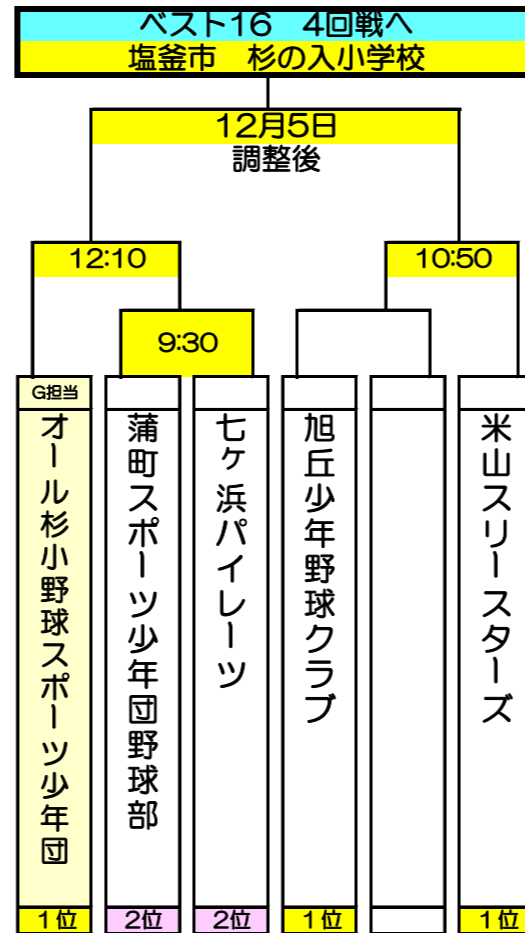 ベスト16　4回戦へ
塩釜市　杉の入小学校
12月5日
調整後
12:10
10:50
9:30
G担当
オール杉小野球スポーツ少年団
蒲町スポーツ少年団野球部
七ヶ浜パイレーツ
旭丘少年野球クラブ
米山スリースターズ
1位
2位
2位
1位
1位